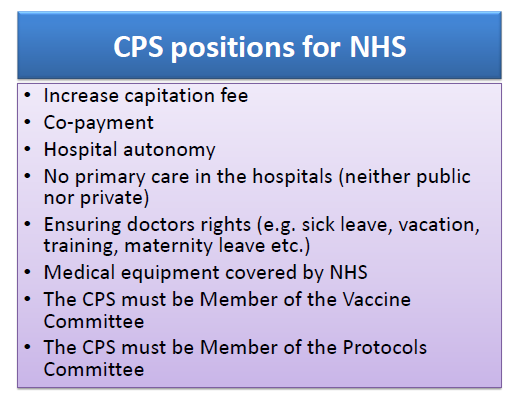 CPS positions for NHS
• Increase capitation fee
• Co-payment
• Hospital autonomy
• No primary care in the hospitals (neither public
nor private)
• Ensuring doctors rights (e.g. sick leave, vacation,
training, maternity leave etc.)
• Medical equipment covered by NHS
• The CPS must be Member of the Vaccine
Committee
• The CPS must be Member of the Protocols
Committee